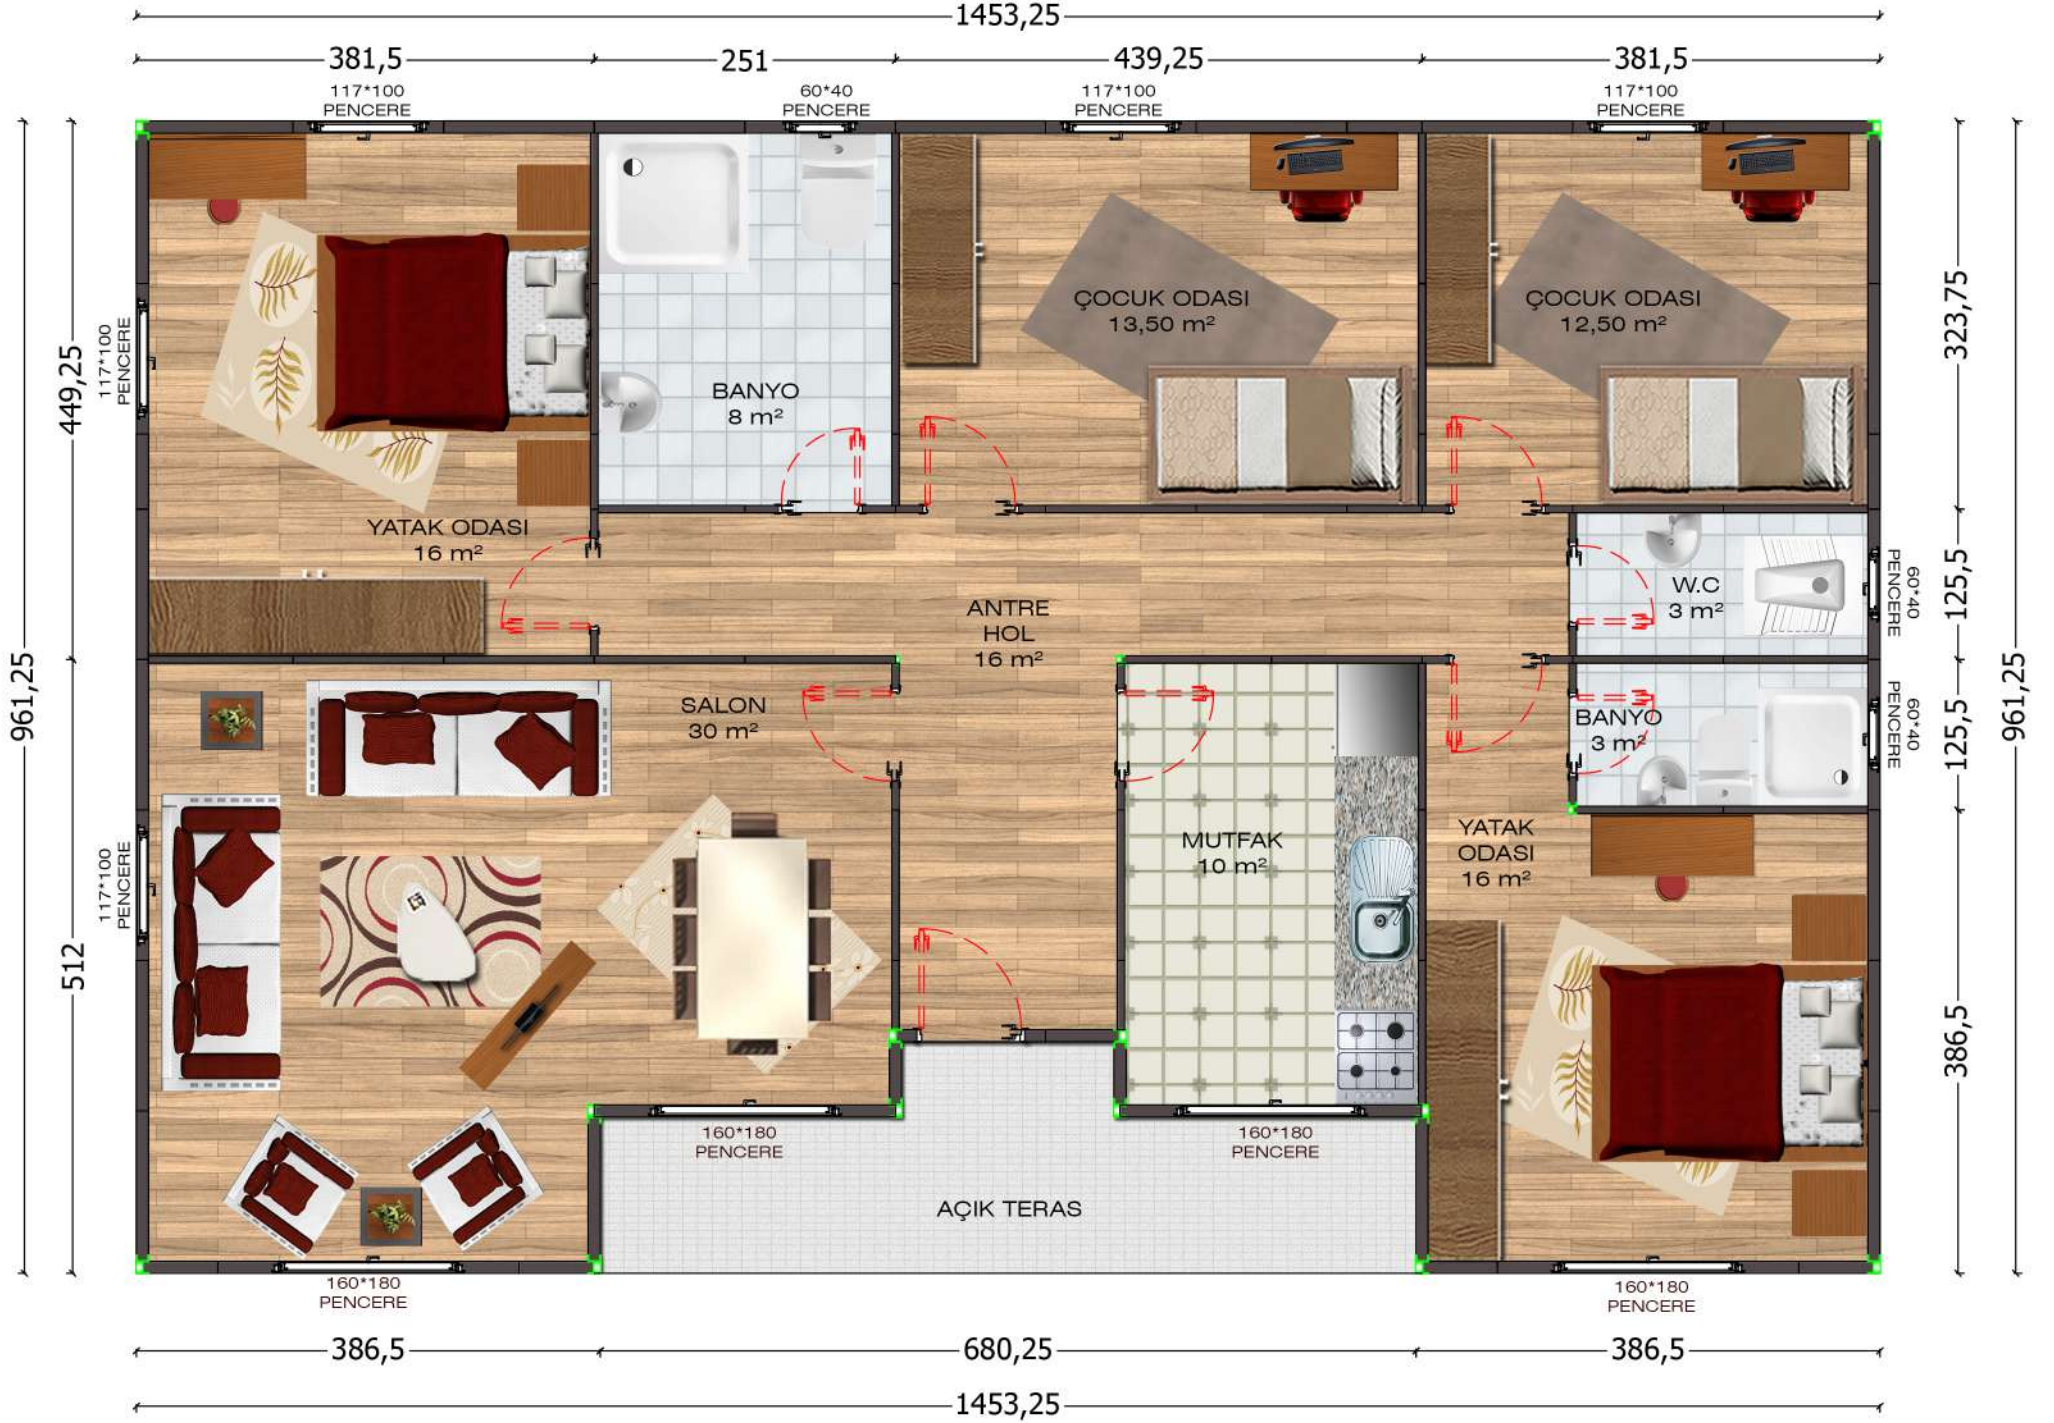 1453,25
381,5
251
439,25
381,5
117*100
PENCERE
60*40
PENCERE
117*100
PENCERE
117*100
PENCERE
961,25
449,25
512
117*100
PENCERE
117*100
PENCERE
YATAK ODASI
16 m²
BANYO
8 m²
ÇOCUK ODASI
13,50 m²
ÇOCUK ODASI
12,50 m²
ANTRE
HOL
16 m²
W.C
3 m²
SALON
30 m²
BANYO
3 m²
MUTFAK
10 m²
YATAK
ODASI
16 m²
60*40
PENCERE
60*40
PENCERE
323,75
125,5
125,5
386,5
961,25
160*180
PENCERE
160*180
PENCERE
AÇIK TERAS
160*180
PENCERE
160*180
PENCERE
386,5
680,25
386,5
1453,25